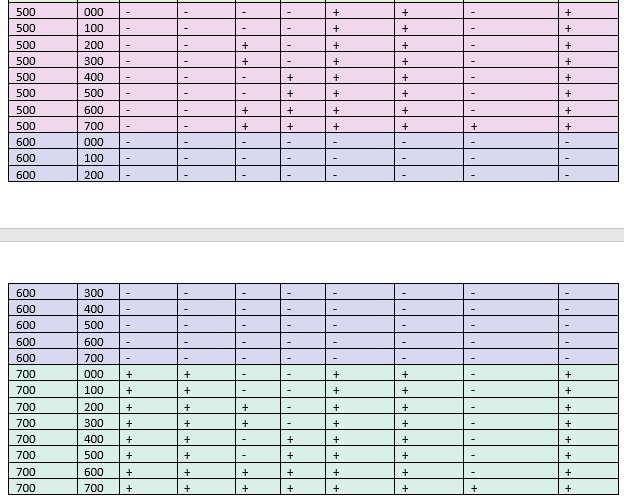 500 000 - - - - + + - +
500 100 - - - - + + - +
500 200 - - + - + + - +
500 300 - - + - + + - +
500 400 - - - + + + - +
500 500 - - - + + + - +
500 600 - - + + + + - +
500 700 - - + + + + + +
600 000 - - - - - - - -
600 100 - - - - - - - -
600 200 - - - - - - - -
600 300 - - - - - - - -
600 400 - - - - - - - -
600 500 - - - - - - - -
600 600 - - - - - - - -
600 700 - - - - - - - -
700 000 + + - - + + - +
700 100 + + - - + + - +
700 200 + + + - + + - +
700 300 + + + - + + - +
700 400 + + - + + + - +
700 500 + + - + + + - +
700 600 + + + + + + - +
700 700 + + + + + + + +